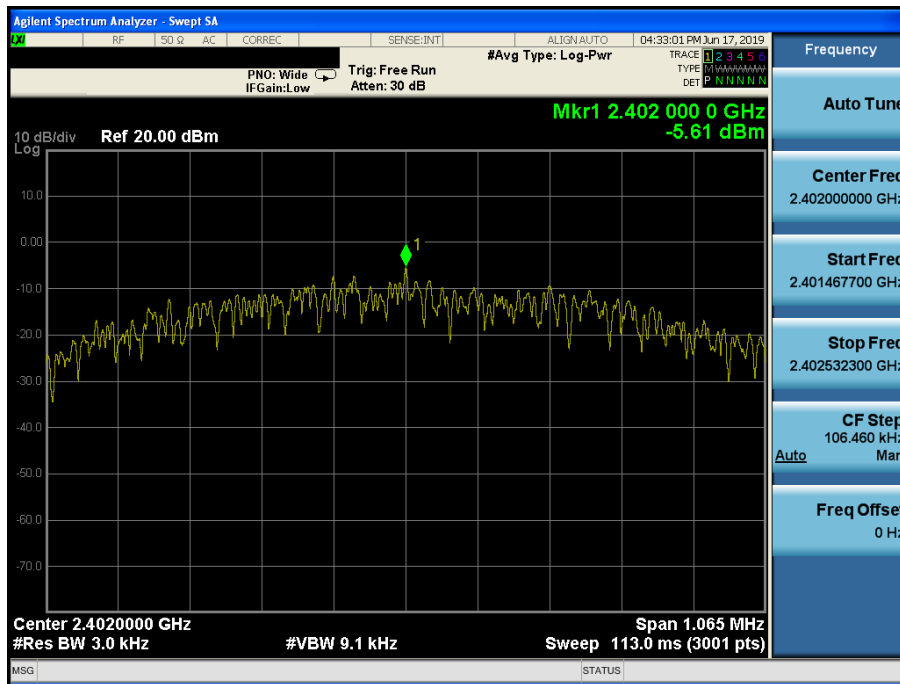 Agilent Spectrum Analyzer - Swept SA
LXI RF 50 Ω AC CORREC SENSE:INT ALIGN AUTO 04:33:01 PM Jun 17, 2019
#Avg Type: Log-Pwr TRACE 1 2 3 4 5 6
PNO: Wide Trig: Free Run TYPE M WWWWW
IFGain:Low Atten: 30 dB DET P N N N N N
Mkr1 2.402 000 0 GHz
-5.61 dBm
10 dB/div Ref 20.00 dBm
Log
10.0
0.00
1
-10.0
-20.0
-30.0
-40.0
-50.0
-60.0
-70.0
Center 2.4020000 GHz Span 1.065 MHz
#Res BW 3.0 kHz #VBW 9.1 kHz Sweep 113.0 ms (3001 pts)
MSG STATUS
Frequency
Auto Tune
Center Freq
2.402000000 GHz
Start Freq
2.401467700 GHz
Stop Freq
2.402532300 GHz
CF Step
106.460 kHz
Auto Man
Freq Offset
0 Hz